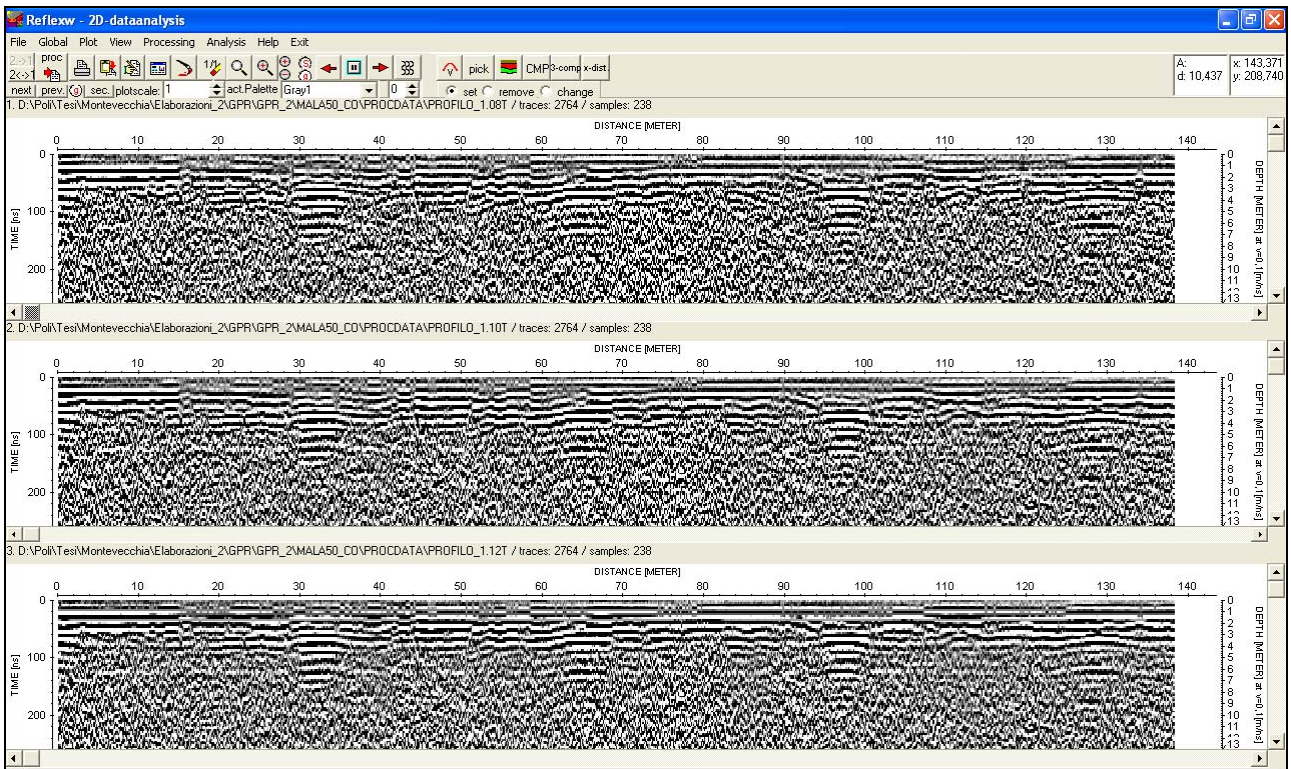 Reflexw - 2D-dataanalysis
File Global Plot View Processing Analysis Help Exit
2->1 proc
2<->1 1/f CMP 3-comp x-dist. pick
A: x: 143,371
d: 10,437 y: 208,740
next prev. (g) sec. plotscale: 1 act.Palette Gray1 0 set remove change
1. D:\Poli\Tesi\Montevecchia\Elaborazioni_2\GPR\GPR_2\MALA50_CO\PROCDATA\PROFILO_1.08T / traces: 2764 / samples: 238
DISTANCE [METER]
0 10 20 30 40 50 60 70 80 90 100 110 120 130 140
TIME [ns]
0
100
200
0
1
2
3
4
5
6
7
8
9
10
11
13
DEPTH [METER] at v=0,1[m/ns]
2. D:\Poli\Tesi\Montevecchia\Elaborazioni_2\GPR\GPR_2\MALA50_CO\PROCDATA\PROFILO_1.10T / traces: 2764 / samples: 238
DISTANCE [METER]
0 10 20 30 40 50 60 70 80 90 100 110 120 130 140
TIME [ns]
0
100
200
0
1
2
3
4
5
6
7
8
9
10
11
13
DEPTH [METER] at v=0,1[m/ns]
3. D:\Poli\Tesi\Montevecchia\Elaborazioni_2\GPR\GPR_2\MALA50_CO\PROCDATA\PROFILO_1.12T / traces: 2764 / samples: 238
DISTANCE [METER]
0 10 20 30 40 50 60 70 80 90 100 110 120 130 140
TIME [ns]
0
100
200
0
1
2
3
4
5
6
7
8
9
10
11
13
DEPTH [METER] at v=0,1[m/ns]